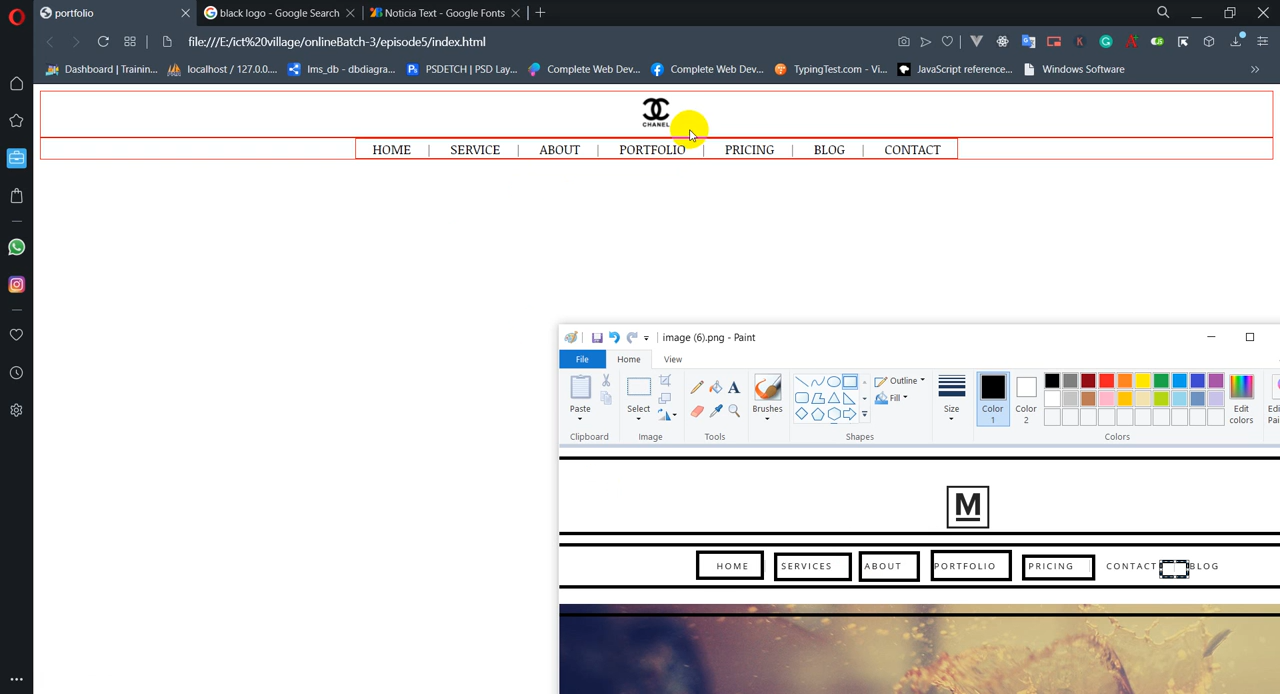 portfolio
black logo - Google Search
Noticia Text - Google Fonts
file:///E:/ict%20village/onlineBatch-3/episode5/index.html
Dashboard | Trainin...
localhost / 127.0.0....
lms_db - dbdiagra...
PSDETCH | PSD Lay...
Complete Web Dev...
Complete Web Dev...
TypingTest.com - Vi...
JavaScript reference...
Windows Software
CHANEL
HOME | SERVICE | ABOUT | PORTFOLIO | PRICING | BLOG | CONTACT
image (6).png - Paint
File
Home
View
Paste
Select
Brushes
Outline
Fill
Size
Color 1
Color 2
Edit colors
Clipboard
Image
Tools
Shapes
Colors
M
HOME SERVICES ABOUT PORTFOLIO PRICING CONTACT BLOG